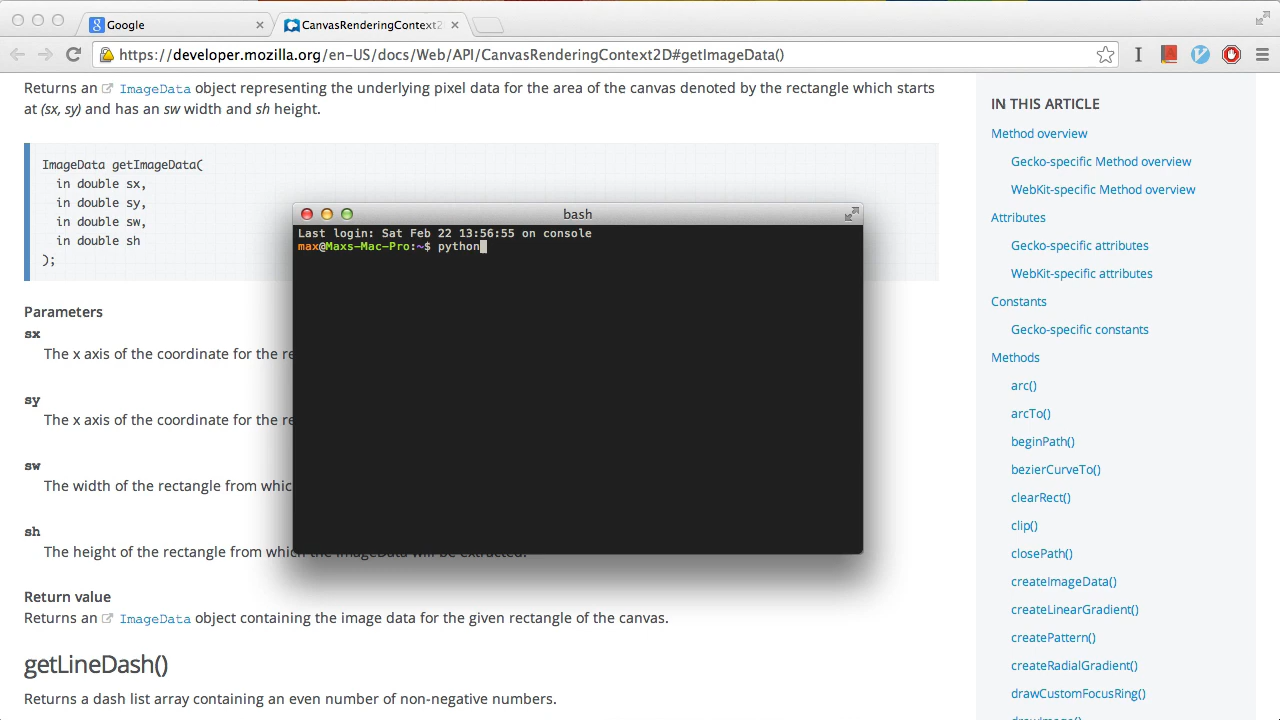 Google
CanvasRenderingContext2
https://developer.mozilla.org/en-US/docs/Web/API/CanvasRenderingContext2D#getImageData()
Returns an ImageData object representing the underlying pixel data for the area of the canvas denoted by the rectangle which starts
at (sx, sy) and has an sw width and sh height.
ImageData getImageData(
in double sx,
in double sy,
in double sw,
in double sh
);
Parameters
sx
The x axis of the coordinate for the re
sy
The x axis of the coordinate for the re
sw
The width of the rectangle from whic
sh
The height of the rectangle from which the ImageData will be extracted.
Return value
Returns an ImageData object containing the image data for the given rectangle of the canvas.
getLineDash()
Returns a dash list array containing an even number of non-negative numbers.
bash
Last login: Sat Feb 22 13:56:55 on console
max@Maxs-Mac-Pro:~$ python
IN THIS ARTICLE
Method overview
Gecko-specific Method overview
WebKit-specific Method overview
Attributes
Gecko-specific attributes
WebKit-specific attributes
Constants
Gecko-specific constants
Methods
arc()
arcTo()
beginPath()
bezierCurveTo()
clearRect()
clip()
closePath()
createImageData()
createLinearGradient()
createPattern()
createRadialGradient()
drawCustomFocusRing()
drawImage()